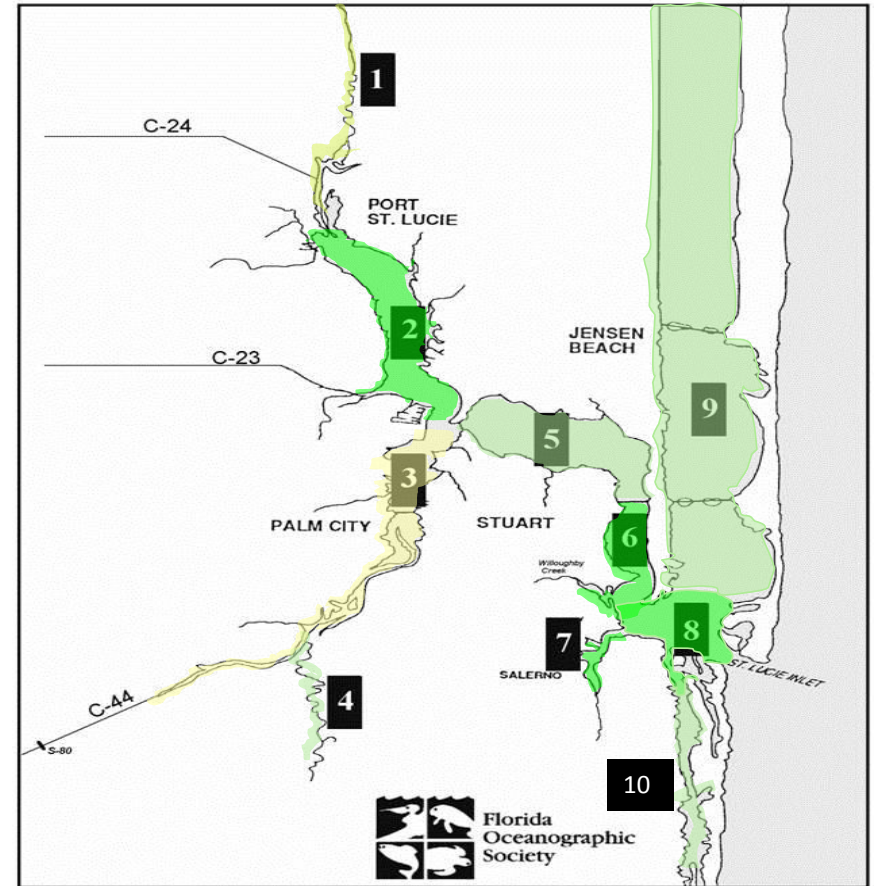 1
C-24
PORT
ST. LUCIE
2
JENSEN
BEACH
C-23
9
5
3
PALM CITY
STUART
6
Willoughby
Creek
7
8
SALERNO
ST. LUCIE INLET
4
C-44
S-80
10
Florida
Oceanographic
Society